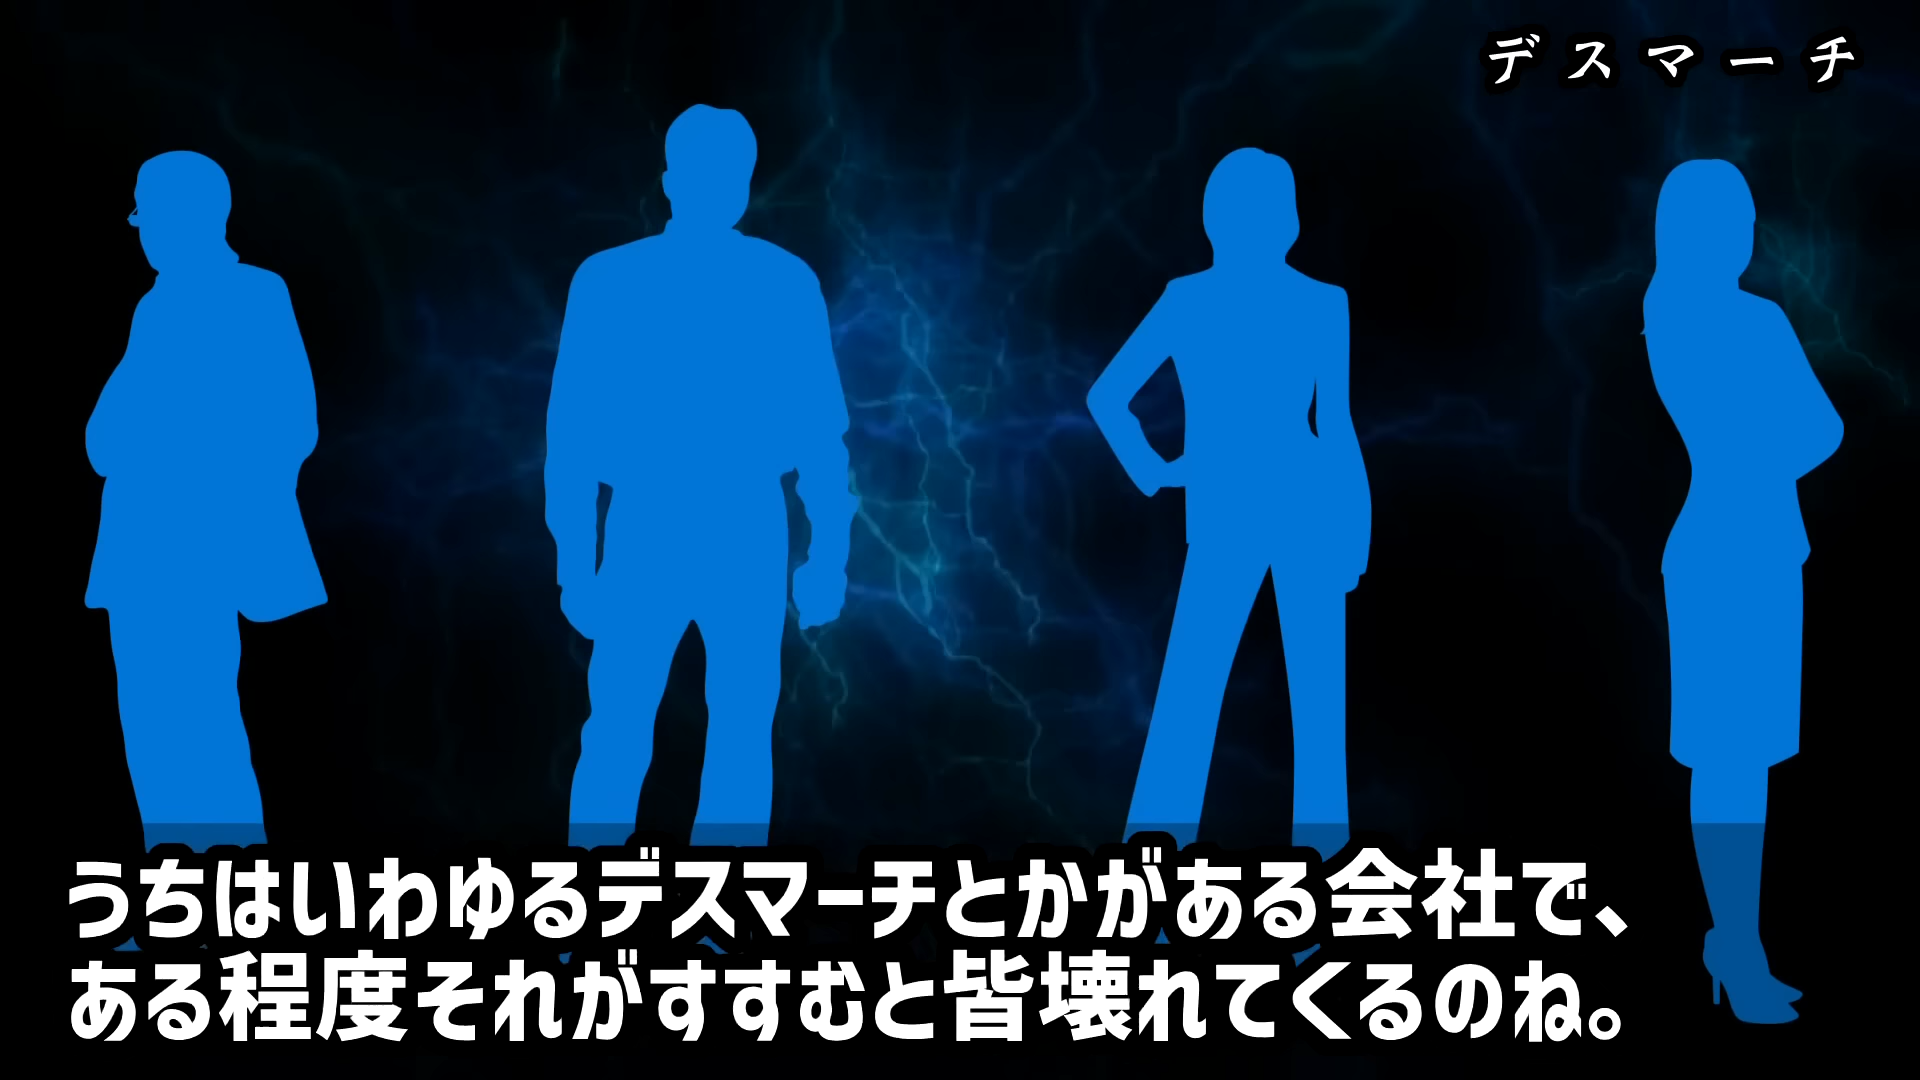 デスマーチ
うちはいわゆるデスマーチとかがある会社で、
ある程度それがすすむと皆壊れてくるのね。